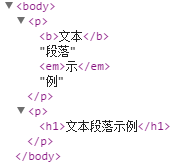 ▼<body>
▼<p>
<b>文本</b>
"段落"
<em>示</em>
"例"
</p>
▼<p>
<h1>文本段落示例</h1>
</p>
</body>